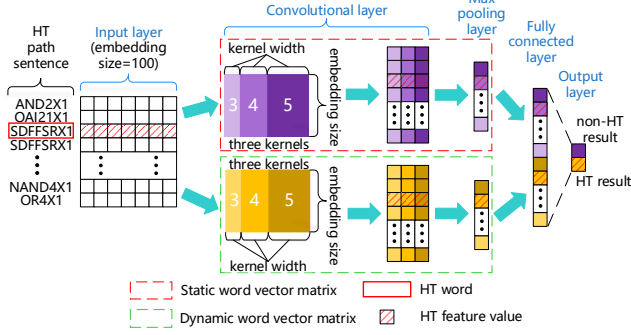 HT
path
sentence
Input layer
(embedding
size=100)
Convolutional layer
Max
pooling
layer
Fully
connected
layer
Output layer
kernel width
3 4 5
embedding size
three kernels
AND2X1
OAI21X1
SDFFSRX1
SDFFSRX1
NAND4X1
OR4X1
three kernels
3 4 5
embedding size
kernel width
non-HT
result
HT result
Static word vector matrix
HT word
Dynamic word vector matrix
HT feature value